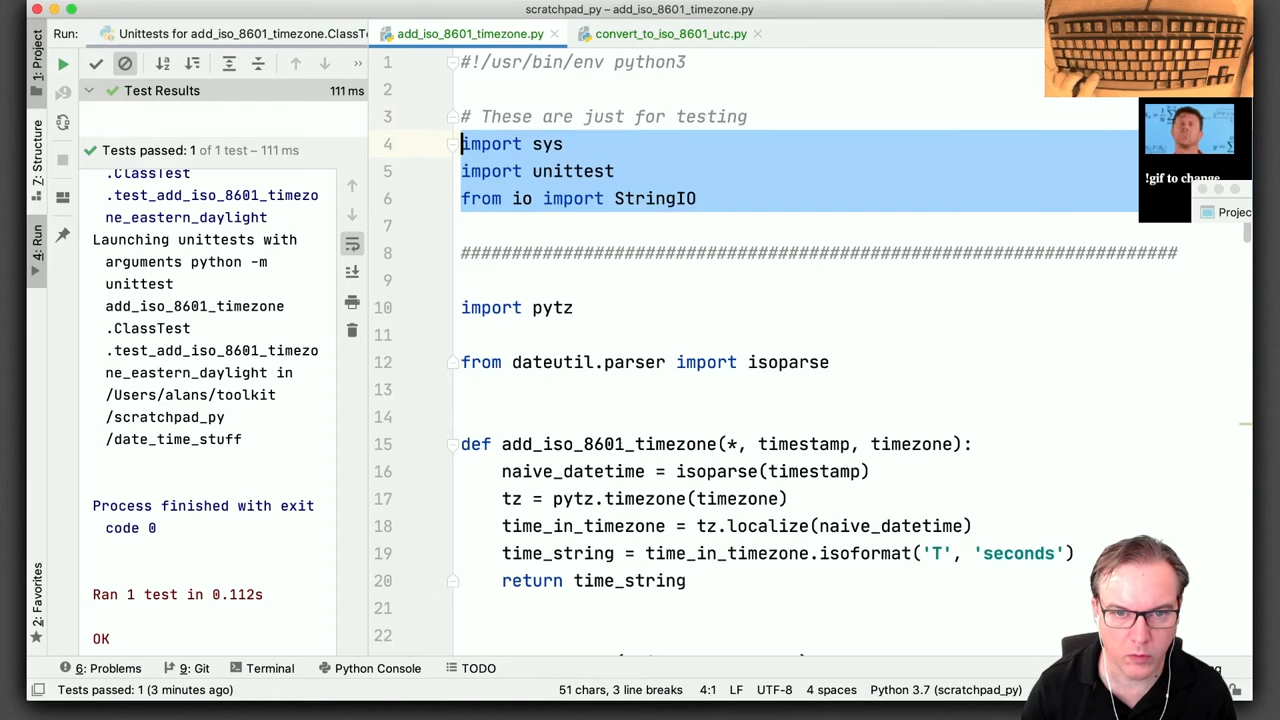 scratchpad_py – add_iso_8601_timezone.py
Run:
Unittests for add_iso_8601_timezone.ClassTe
add_iso_8601_timezone.py
convert_to_iso_8601_utc.py
1: Project
Z: Structure
4: Run
2: Favorites
»
Test Results
111 ms
Tests passed: 1 of 1 test – 111 ms
.ClassTest
.test_add_iso_8601_timezo
ne_eastern_daylight
Launching unittests with
arguments python -m
unittest
add_iso_8601_timezone
.ClassTest
.test_add_iso_8601_timezo
ne_eastern_daylight in
/Users/alans/toolkit
/scratchpad_py
/date_time_stuff
Process finished with exit
code 0
Ran 1 test in 0.112s
OK
1 #!/usr/bin/env python3
2
3 # These are just for testing
4 import sys
5 import unittest
6 from io import StringIO
7
8 ######################################################################
9
10 import pytz
11
12 from dateutil.parser import isoparse
13
14
15 def add_iso_8601_timezone(*, timestamp, timezone):
16 naive_datetime = isoparse(timestamp)
17 tz = pytz.timezone(timezone)
18 time_in_timezone = tz.localize(naive_datetime)
19 time_string = time_in_timezone.isoformat('T', 'seconds')
20 return time_string
21
22
!gif to change
Projec
6: Problems
9: Git
Terminal
Python Console
TODO
Tests passed: 1 (3 minutes ago)
51 chars, 3 line breaks
4:1
LF
UTF-8
4 spaces
Python 3.7 (scratchpad_py)